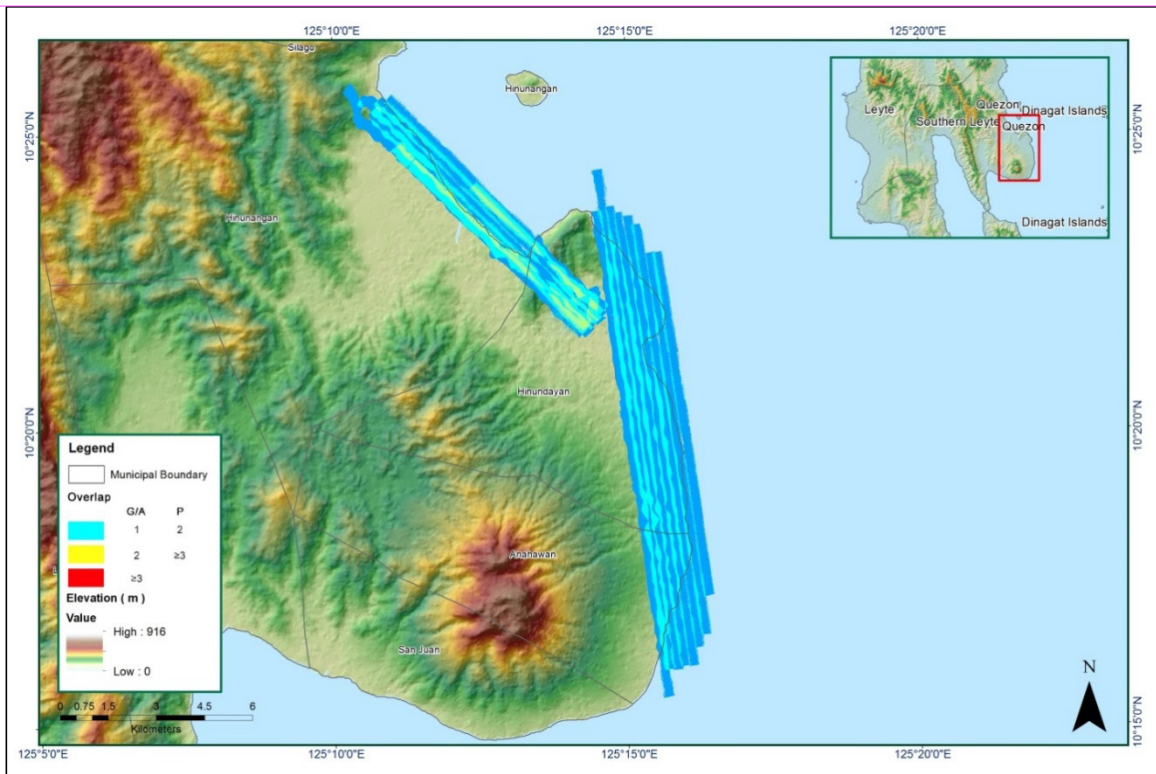 125°10'0"E 125°15'0"E 125°20'0"E
Silago
Hinunangan
10°25'0"N
10°25'0"N
Leyte
Quezon
Dinagat Islands
Southern Leyte
Quezon
Dinagat Islands
Hinunangan
Hinundayan
10°20'0"N
10°20'0"N
Legend
Municipal Boundary
Overlap
G/A P
1 2
2 ≥3
≥3
Elevation ( m )
Value
High : 916
Low : 0
Anahawan
San Juan
N
0 0.75 1.5 3 4.5 6
Kilometers
10°15'0"N
125°5'0"E 125°10'0"E 125°15'0"E 125°20'0"E